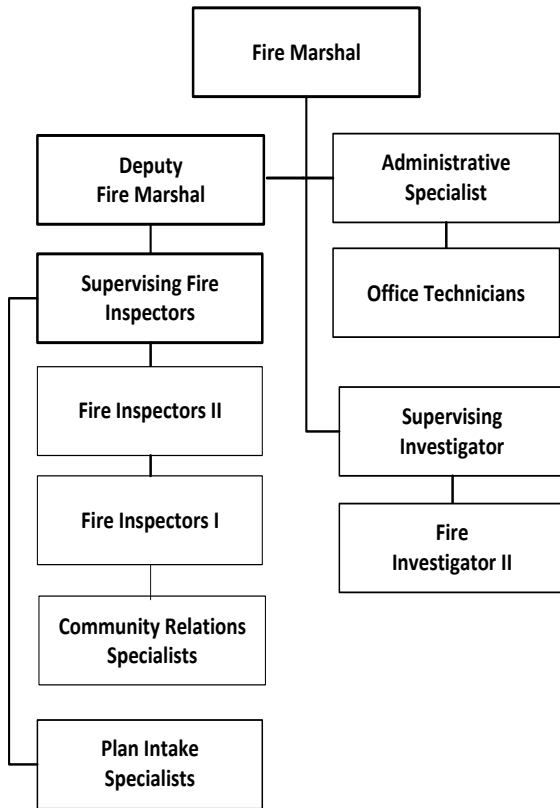 Fire Marshal
Deputy
Fire Marshal
Administrative
Specialist
Supervising Fire
Inspectors
Office Technicians
Fire Inspectors II
Supervising
Investigator
Fire Inspectors I
Fire
Investigator II
Community Relations
Specialists
Plan Intake
Specialists